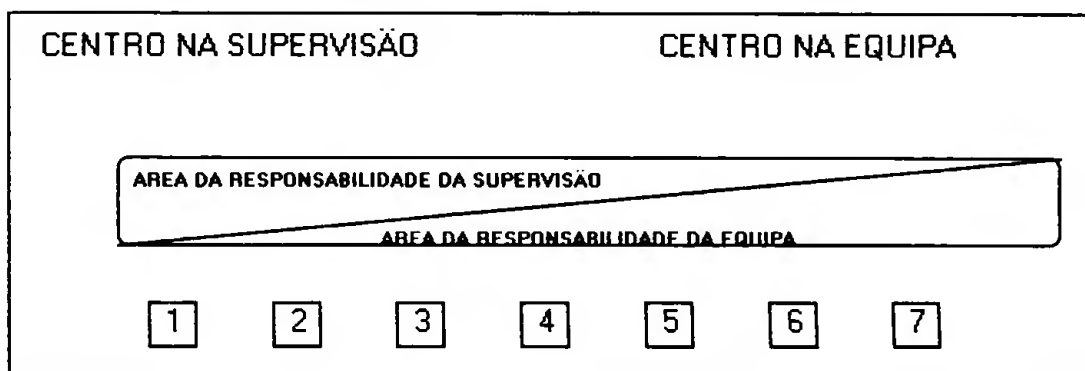 CENTRO NA SUPERVISÃO CENTRO NA EQUIPA
AREA DA RESPONSABILIDADE DA SUPERVISÃO
AREA DA RESPONSABILIDADE DA EQUIPA
1 2 3 4 5 6 7